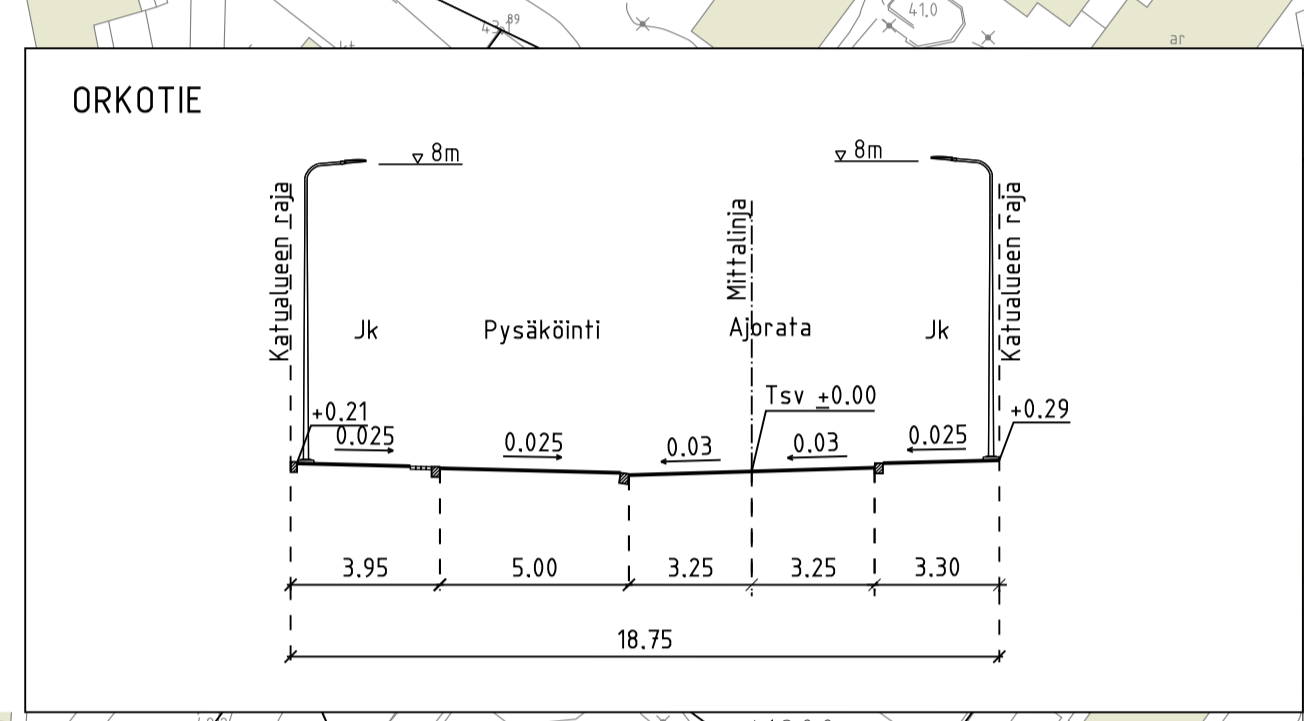 41.0
ar
ORKOTIE
8m
8m
Katualueen raja
Mittalinja
Katualueen raja
Jk
Pysäköinti
Ajorata
Jk
Tsv ±0.00
+0.21
+0.29
0.025
0.025
0.03
0.03
0.025
3.95
5.00
3.25
3.25
3.30
18.75